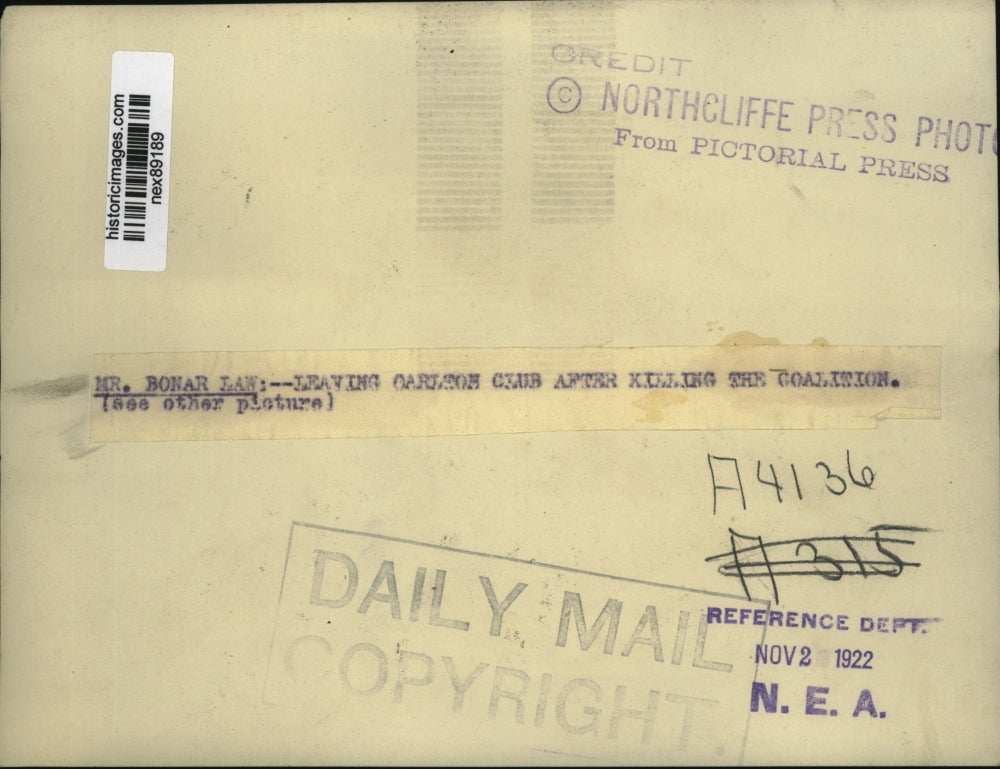 historicimages.com
nex89189
CREDIT
© NORTHCLIFFE PRESS PHOTO
From PICTORIAL PRESS
MR. BONAR LAW:--LEAVING CARLTON CLUB AFTER KILLING THE COALITION.
(See other picture)
A4136
A315
DAILY MAIL
COPYRIGHT.
REFERENCE DEPT.
NOV 2 1922
N. E. A.